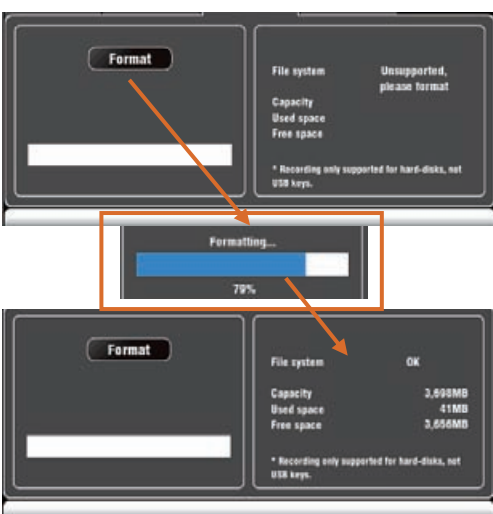 Format
File system Unsupported,
please format
Capacity
Used space
Free space
* Recording only supported for hard-disks, not
USB keys.
Formatting...
79%
Format
File system OK
Capacity 3,698MB
Used space 41MB
Free space 3,656MB
* Recording only supported for hard-disks, not
USB keys.